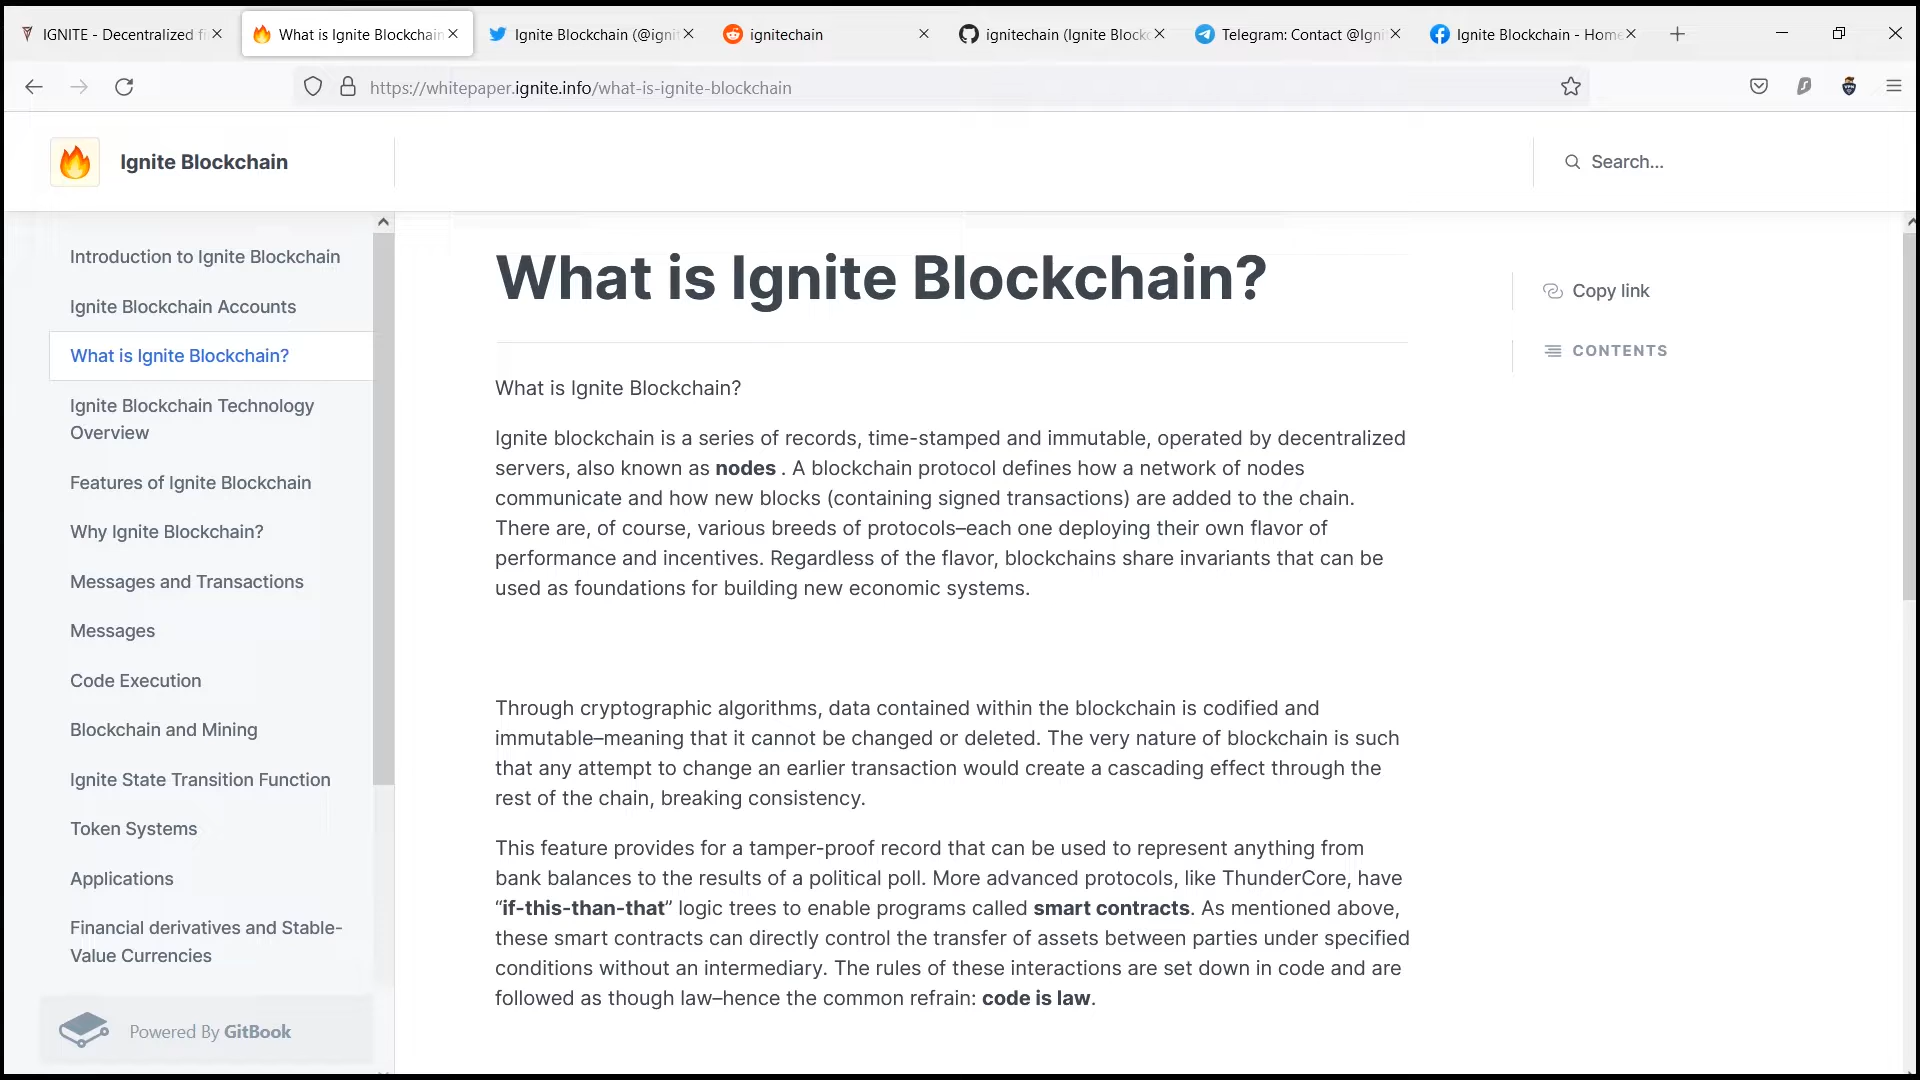 IGNITE - Decentralized fi
What is Ignite Blockchain
Ignite Blockchain (@igni
ignitechain
ignitechain (Ignite Blockc
Telegram: Contact @Igni
Ignite Blockchain - Home
https://whitepaper.ignite.info/what-is-ignite-blockchain
Ignite Blockchain
Search...
Introduction to Ignite Blockchain
Ignite Blockchain Accounts
What is Ignite Blockchain?
Ignite Blockchain Technology
Overview
Features of Ignite Blockchain
Why Ignite Blockchain?
Messages and Transactions
Messages
Code Execution
Blockchain and Mining
Ignite State Transition Function
Token Systems
Applications
Financial derivatives and Stable-
Value Currencies
Powered By GitBook
What is Ignite Blockchain?
What is Ignite Blockchain?
Ignite blockchain is a series of records, time-stamped and immutable, operated by decentralized
servers, also known as nodes . A blockchain protocol defines how a network of nodes
communicate and how new blocks (containing signed transactions) are added to the chain.
There are, of course, various breeds of protocols–each one deploying their own flavor of
performance and incentives. Regardless of the flavor, blockchains share invariants that can be
used as foundations for building new economic systems.
Through cryptographic algorithms, data contained within the blockchain is codified and
immutable–meaning that it cannot be changed or deleted. The very nature of blockchain is such
that any attempt to change an earlier transaction would create a cascading effect through the
rest of the chain, breaking consistency.
This feature provides for a tamper-proof record that can be used to represent anything from
bank balances to the results of a political poll. More advanced protocols, like ThunderCore, have
“if-this-than-that” logic trees to enable programs called smart contracts. As mentioned above,
these smart contracts can directly control the transfer of assets between parties under specified
conditions without an intermediary. The rules of these interactions are set down in code and are
followed as though law–hence the common refrain: code is law.
Copy link
CONTENTS